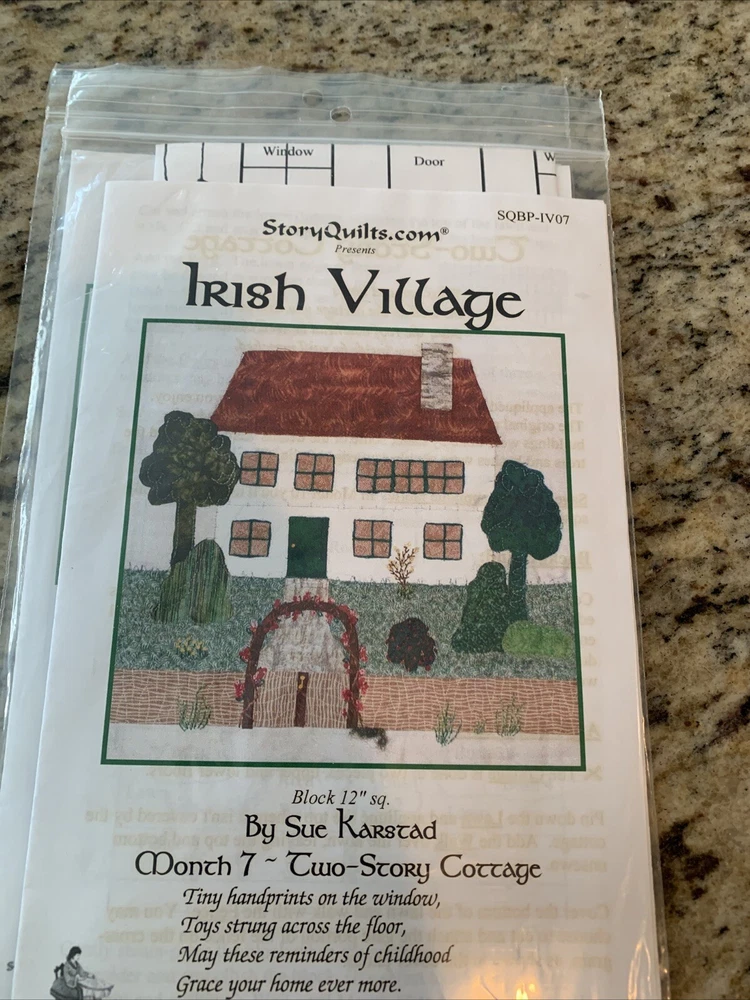 Window
Door
W
SQBP-IV07
StoryQuilts.com®
Presents
Irish Village
Block 12" sq.
By Sue Karstad
Month 7 ~ Two-Story Cottage
Tiny handprints on the window,
Toys strung across the floor,
May these reminders of childhood
Grace your home ever more.
S